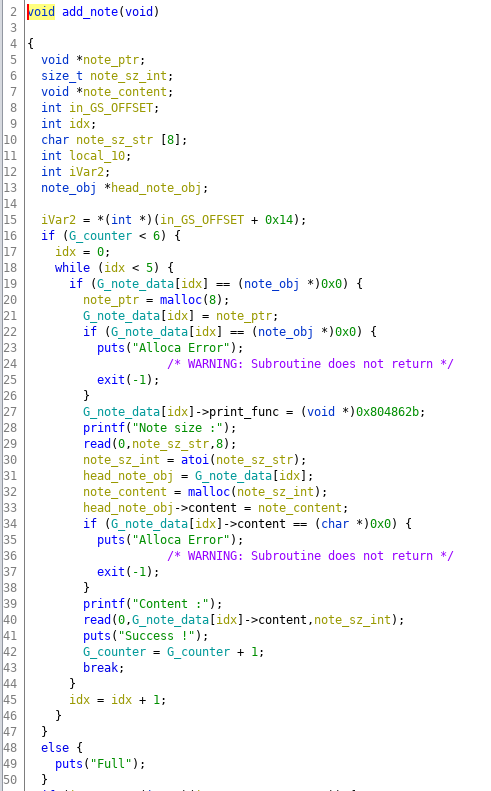 2 void add_note(void)
3
4 {
5 void *note_ptr;
6 size_t note_sz_int;
7 void *note_content;
8 int in_GS_OFFSET;
9 int idx;
10 char note_sz_str [8];
11 int local_10;
12 int iVar2;
13 note_obj *head_note_obj;
14
15 iVar2 = *(int *)(in_GS_OFFSET + 0x14);
16 if (G_counter < 6) {
17 idx = 0;
18 while (idx < 5) {
19 if (G_note_data[idx] == (note_obj *)0x0) {
20 note_ptr = malloc(8);
21 G_note_data[idx] = note_ptr;
22 if (G_note_data[idx] == (note_obj *)0x0) {
23 puts("Alloca Error");
24 /* WARNING: Subroutine does not return */
25 exit(-1);
26 }
27 G_note_data[idx]->print_func = (void *)0x804862b;
28 printf("Note size :");
29 read(0,note_sz_str,8);
30 note_sz_int = atoi(note_sz_str);
31 head_note_obj = G_note_data[idx];
32 note_content = malloc(note_sz_int);
33 head_note_obj->content = note_content;
34 if (G_note_data[idx]->content == (char *)0x0) {
35 puts("Alloca Error");
36 /* WARNING: Subroutine does not return */
37 exit(-1);
38 }
39 printf("Content :");
40 read(0,G_note_data[idx]->content,note_sz_int);
41 puts("Success !");
42 G_counter = G_counter + 1;
43 break;
44 }
45 idx = idx + 1;
46 }
47 }
48 else {
49 puts("Full");
50 }